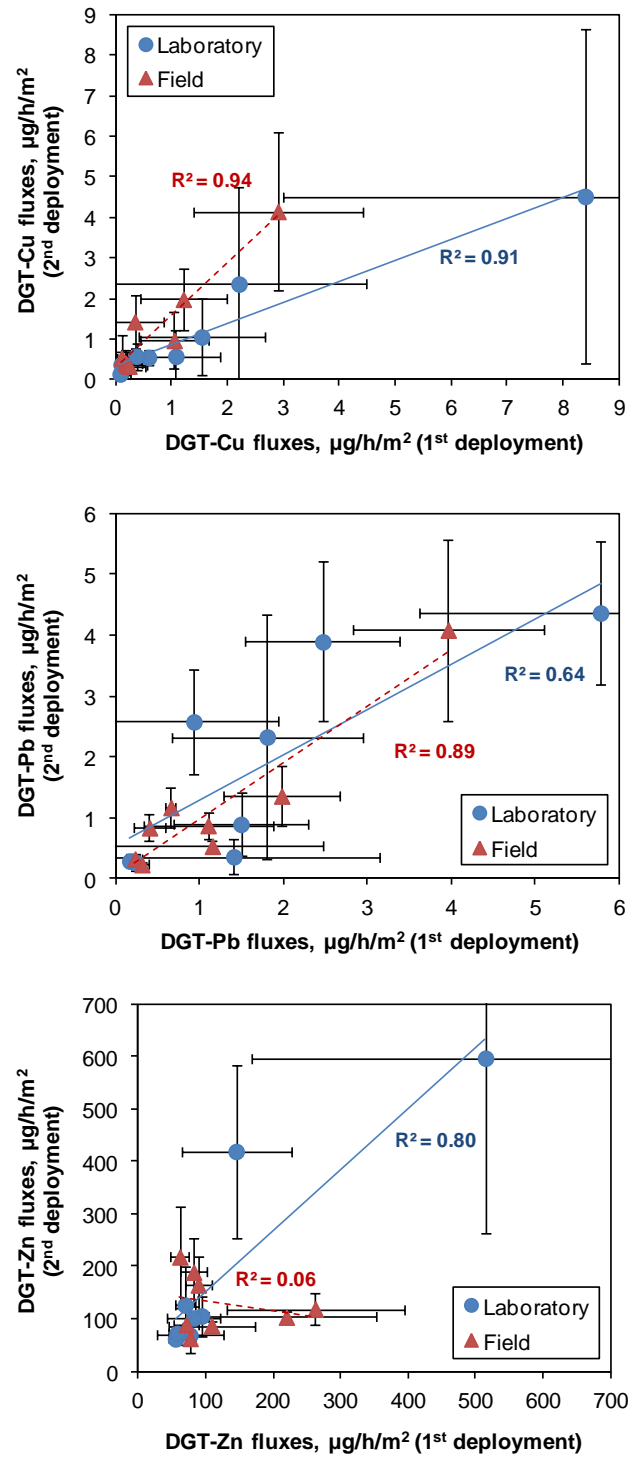 9
8
7
6
5
4
3
2
1
0
Laboratory
Field
R² = 0.94
R² = 0.91
0 1 2 3 4 5 6 7 8 9
DGT-Cu fluxes, µg/h/m²
(2nd deployment)
DGT-Cu fluxes, µg/h/m² (1st deployment)
6
5
4
3
2
1
0
R² = 0.64
R² = 0.89
Laboratory
Field
0 1 2 3 4 5 6
DGT-Pb fluxes, µg/h/m²
(2nd deployment)
DGT-Pb fluxes, µg/h/m² (1st deployment)
700
600
500
400
300
200
100
0
R² = 0.80
R² = 0.06
Laboratory
Field
0 100 200 300 400 500 600 700
DGT-Zn fluxes, µg/h/m²
(2nd deployment)
DGT-Zn fluxes, µg/h/m² (1st deployment)